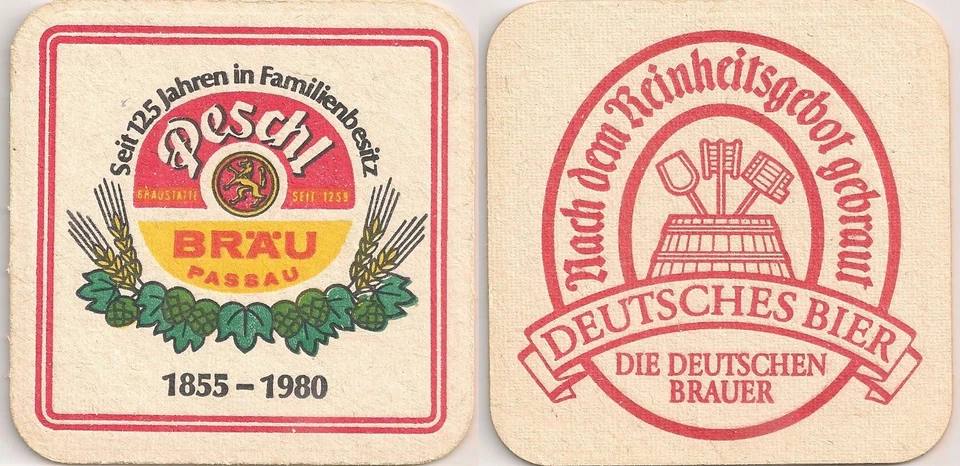 Seit 125 Jahren in Familienbesitz
Peschl
BRAUSTÄTTE SEIT 1259
BRÄU
PASSAU
1855 – 1980
Nach dem Reinheitsgebot gebraut
DEUTSCHES BIER
DIE DEUTSCHEN
BRAUER